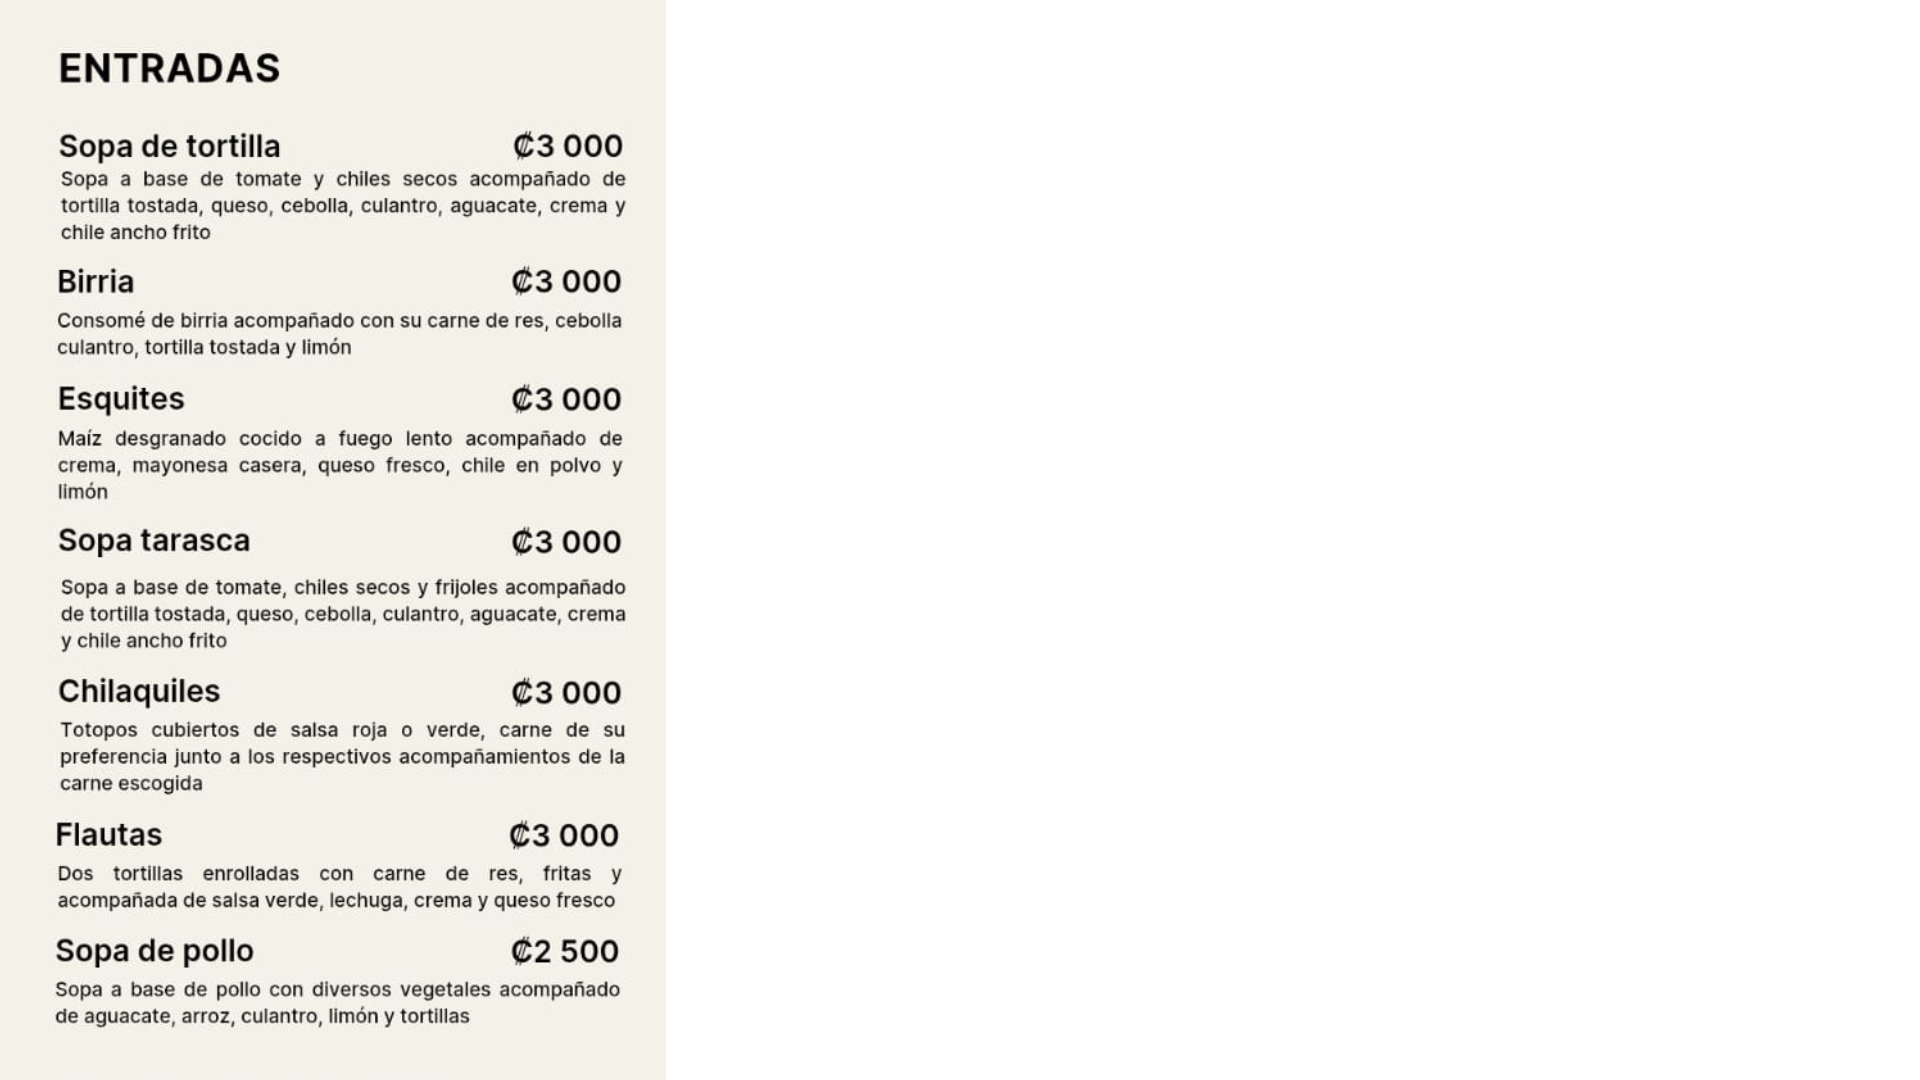 ENTRADAS
Sopa de tortilla ₡3 000
Sopa a base de tomate y chiles secos acompañado de
tortilla tostada, queso, cebolla, culantro, aguacate, crema y
chile ancho frito
Birria ₡3 000
Consomé de birria acompañado con su carne de res, cebolla
culantro, tortilla tostada y limón
Esquites ₡3 000
Maíz desgranado cocido a fuego lento acompañado de
crema, mayonesa casera, queso fresco, chile en polvo y
limón
Sopa tarasca ₡3 000
Sopa a base de tomate, chiles secos y frijoles acompañado
de tortilla tostada, queso, cebolla, culantro, aguacate, crema
y chile ancho frito
Chilaquiles ₡3 000
Totopos cubiertos de salsa roja o verde, carne de su
preferencia junto a los respectivos acompañamientos de la
carne escogida
Flautas ₡3 000
Dos tortillas enrolladas con carne de res, fritas y
acompañada de salsa verde, lechuga, crema y queso fresco
Sopa de pollo ₡2 500
Sopa a base de pollo con diversos vegetales acompañado
de aguacate, arroz, culantro, limón y tortillas